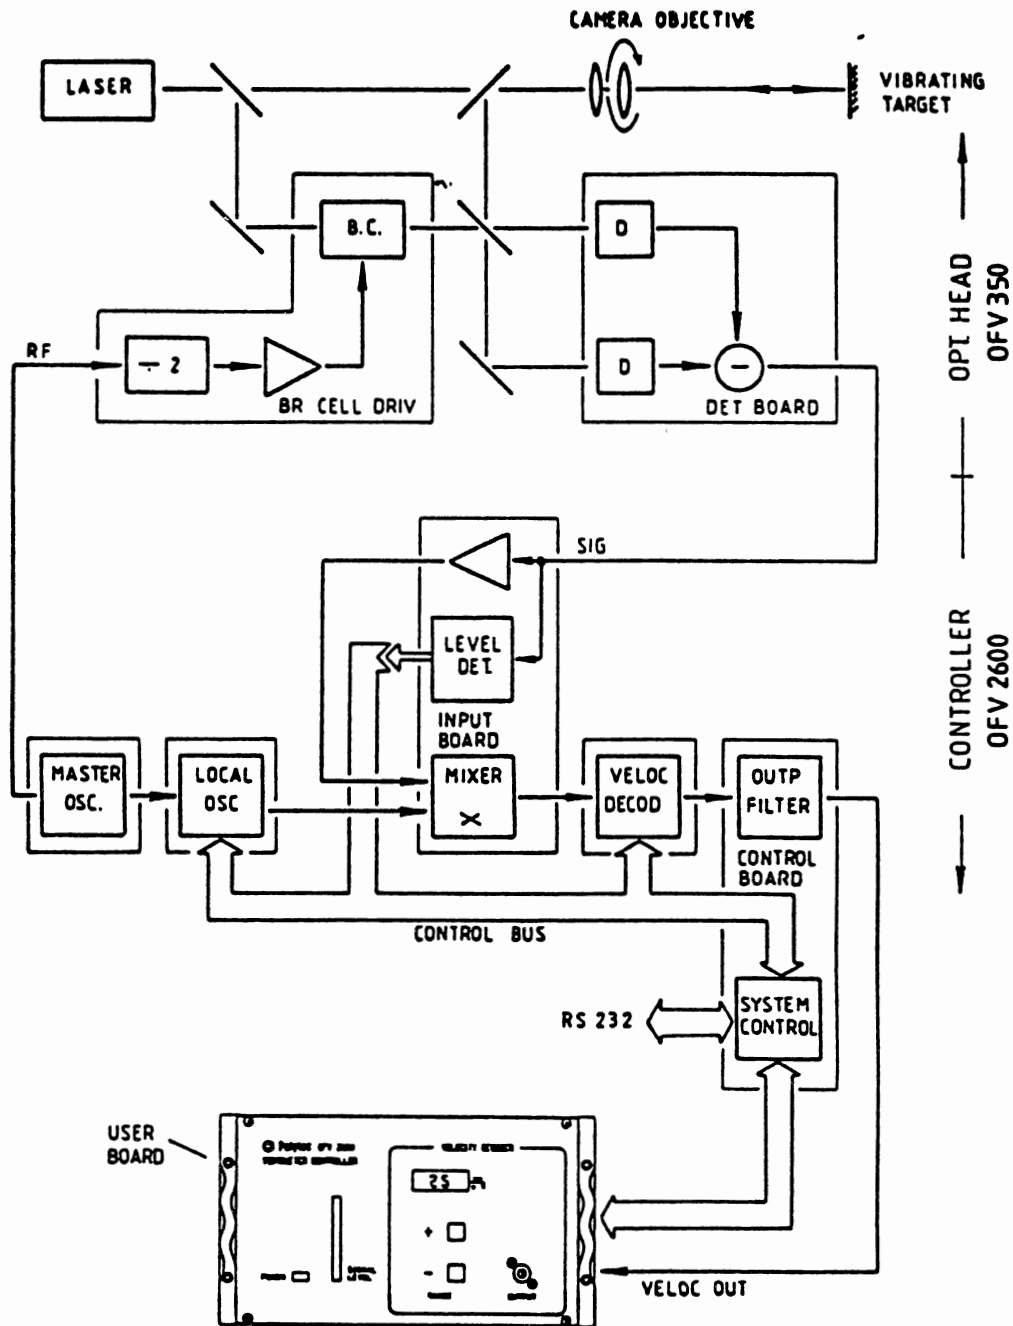 CAMERA OBJECTIVE
LASER
VIBRATING
TARGET
B.C.
D
RF
÷ 2
D
−
BR CELL DRIV
DET BOARD
OPT HEAD
OFV 350
SIG
LEVEL
DET.
INPUT
BOARD
CONTROLLER
OFV 2600
MASTER
OSC.
LOCAL
OSC
MIXER
×
VELOC
DECOD
OUTP
FILTER
CONTROL
BOARD
CONTROL BUS
RS 232
SYSTEM
CONTROL
USER
BOARD
VELOCITY
25
+
−
VELOC OUT